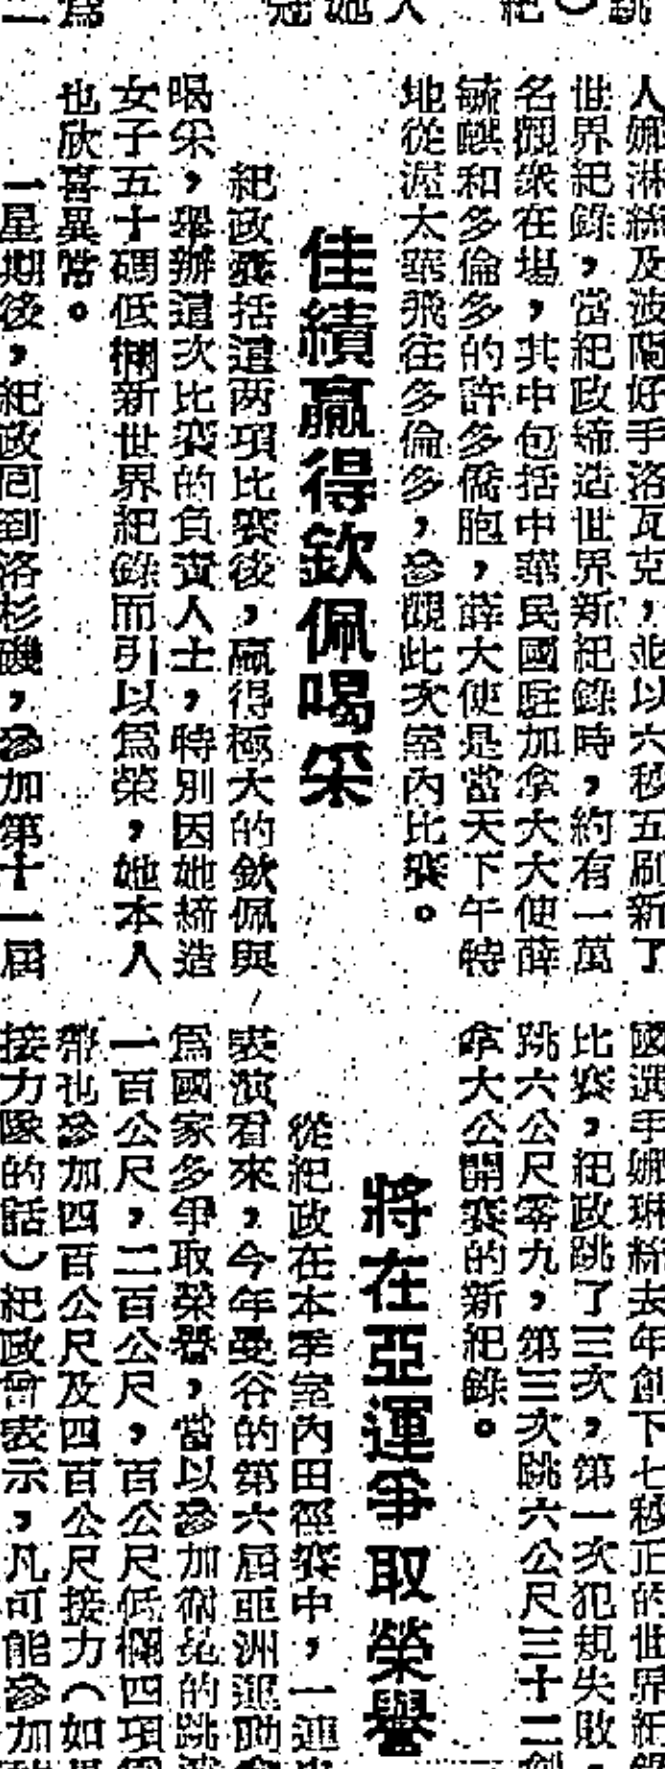 人娜淋絲及波蘭好手洛瓦克，並以六秒五刷新了
世界紀錄，當紀政締造世界新紀錄時，約有一萬
名觀衆在場，其中包括中華民國駐加拿大大使薛
毓麒和多倫多的許多僑胞，薛大使是當天下午特
地從渥太華飛往多倫多，參觀此次室內比賽。
佳績贏得欽佩喝采
紀政囊括這两項比賽後，贏得極大的欽佩與
喝采，舉辦這次比賽的負責人士，特別因她締造
女子五十碼低欄新世界紀錄而引以爲榮，她本人
也欣喜異常。
一星期後，紀政囘到洛杉磯，參加第十一屆
國選手娜琳絲去年創下七秒正的世界紀錄
比賽，紀政跳了三次，第一次犯規失敗，
跳六公尺零九，第三次跳六公尺三十二創
拿大公開賽的新紀錄。
將在亞運爭取榮譽
從紀政在本季室內田徑賽中，一連
表演看來，今年曼谷的第六屆亞洲運動會
爲國家多爭取榮譽，當以參加個人的跳遠
一百公尺，二百公尺，百公尺低欄四項
帶也參加四百公尺及四百公尺接力（如果
接力隊的話）紀政曾表示，凡可能參加